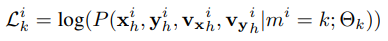 $\mathcal{L}_k^i = \log(P(\mathbf{x}_h^i, \mathbf{y}_h^i, \mathbf{v_x}_h^i, \mathbf{v_y}_h^i | m^i = k; \Theta_k))$